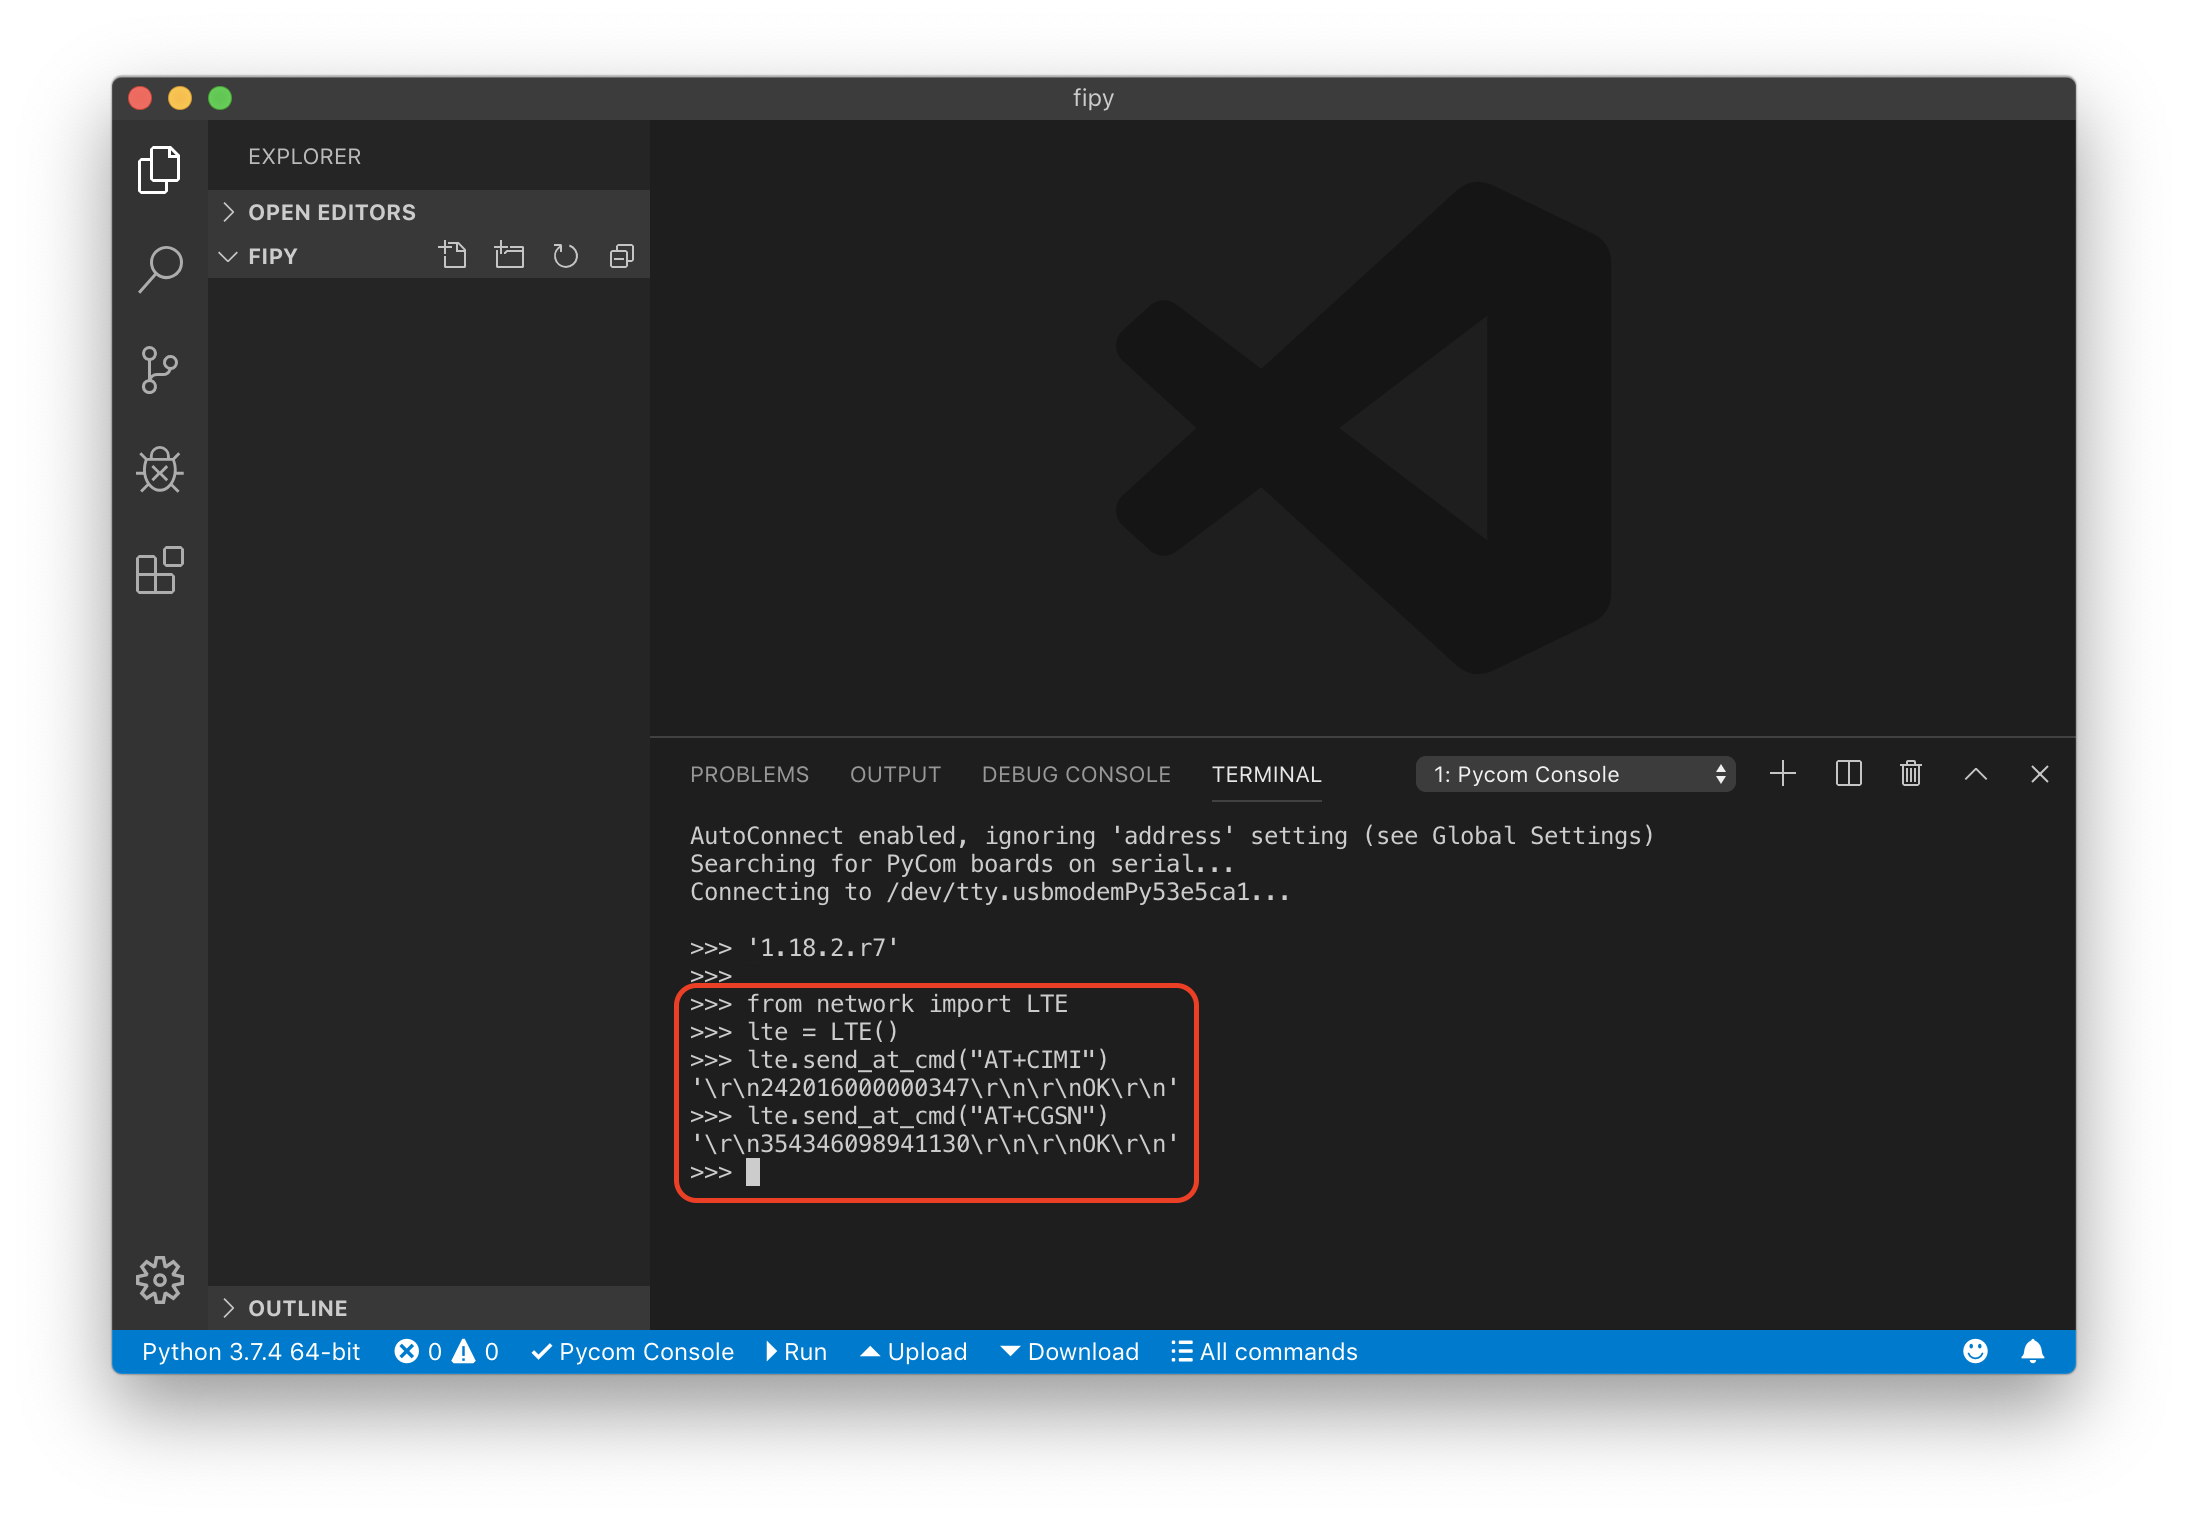 fipy
EXPLORER
OPEN EDITORS
FIPY
OUTLINE
PROBLEMS OUTPUT DEBUG CONSOLE TERMINAL 1: Pycom Console
AutoConnect enabled, ignoring 'address' setting (see Global Settings)
Searching for PyCom boards on serial...
Connecting to /dev/tty.usbmodemPy53e5ca1...
>>> '1.18.2.r7'
>>>
>>> from network import LTE
>>> lte = LTE()
>>> lte.send_at_cmd("AT+CIMI")
'\r\n242016000000347\r\n\r\nOK\r\n'
>>> lte.send_at_cmd("AT+CGSN")
'\r\n354346098941130\r\n\r\nOK\r\n'
>>>
Python 3.7.4 64-bit 0 0 Pycom Console Run Upload Download All commands